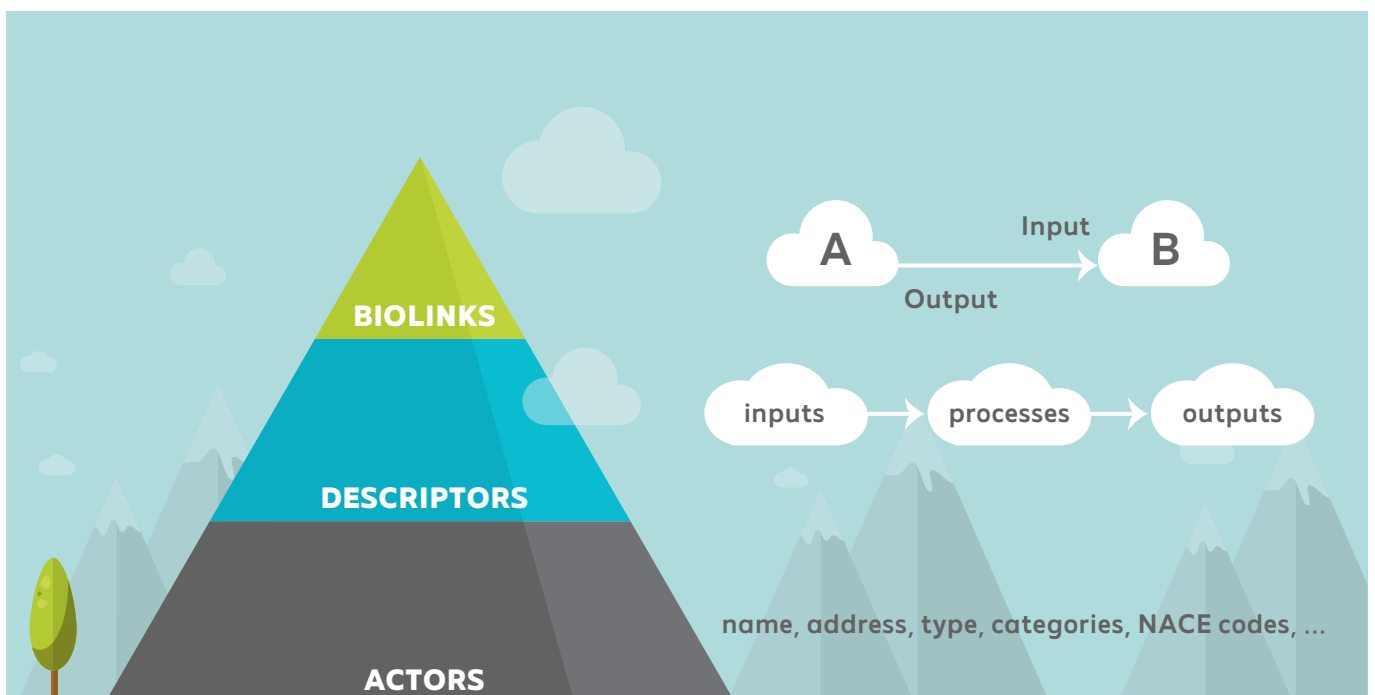 A
Input
B
Output
BIOLINKS
inputs
processes
outputs
DESCRIPTORS
name, address, type, categories, NACE codes, ...
ACTORS